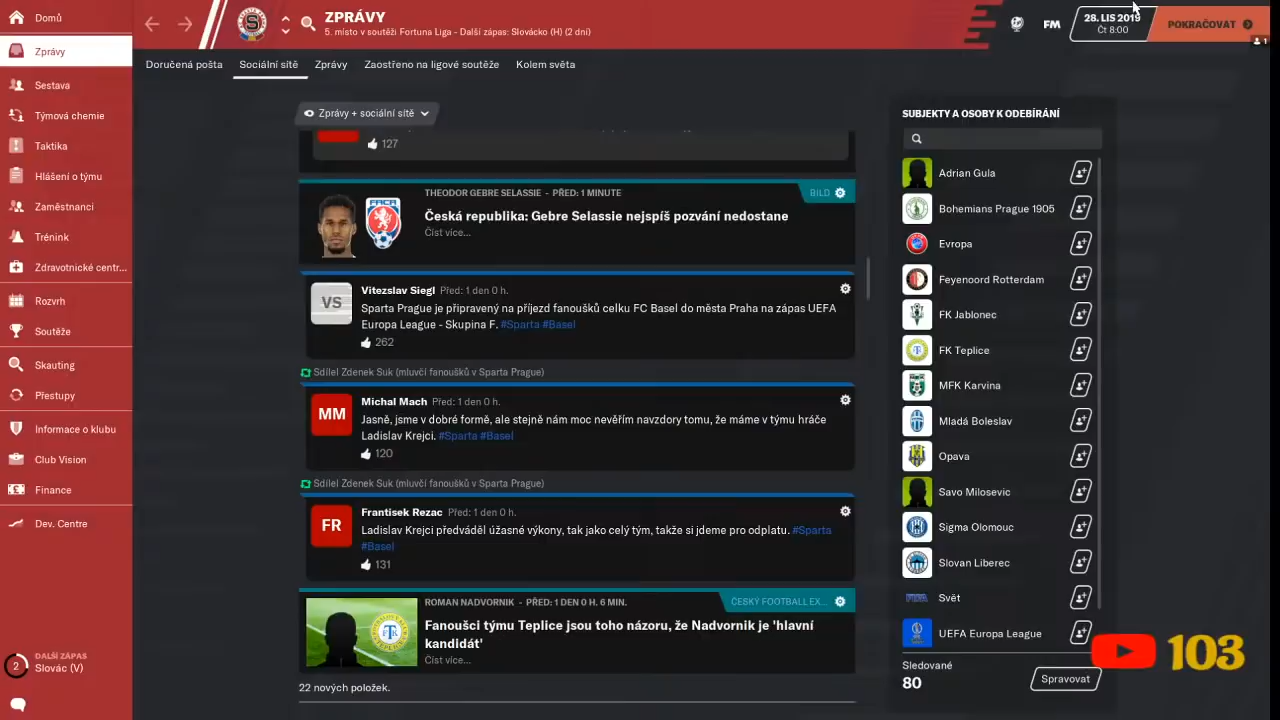 Domů
Zprávy
Sestava
Týmová chemie
Taktika
Hlášení o týmu
Zaměstnanci
Trénink
Zdravotnické centr...
Rozvrh
Soutěže
Skauting
Přestupy
Informace o klubu
Club Vision
Finance
Dev. Centre
2
DALŠÍ ZÁPAS
Slovác (V)
ZPRÁVY
5. místo v soutěži Fortuna Liga - Další zápas: Slovácko (H) (2 dni)
FM
28. LIS 2019
Čt 8:00
POKRAČOVAT
1
Doručená pošta
Sociální sítě
Zprávy
Zaostřeno na ligové soutěže
Kolem světa
Zprávy + sociální sítě
127
THEODOR GEBRE SELASSIE - PŘED: 1 MINUTE
BILD
FACR
Česká republika: Gebre Selassie nejspíš pozvání nedostane
Číst více...
VS
Vitezslav Siegl Před: 1 den 0 h.
Sparta Prague je připravený na příjezd fanoušků celku FC Basel do města Praha na zápas UEFA
Europa League - Skupina F. #Sparta #Basel
262
Sdílel Zdenek Suk (mluvčí fanoušků v Sparta Prague)
MM
Michal Mach Před: 1 den 0 h.
Jasně, jsme v dobré formě, ale stejně nám moc nevěřím navzdory tomu, že máme v týmu hráče
Ladislav Krejci. #Sparta #Basel
120
Sdílel Zdenek Suk (mluvčí fanoušků v Sparta Prague)
FR
Frantisek Rezac Před: 1 den 0 h.
Ladislav Krejci předváděl úžasné výkony, tak jako celý tým, takže si jdeme pro odplatu. #Sparta
#Basel
131
ROMAN NADVORNIK - PŘED: 1 DEN 0 H. 6 MIN.
ČESKÝ FOOTBALL EX...
Fanoušci týmu Teplice jsou toho názoru, že Nadvornik je 'hlavní
kandidát'
Číst více...
22 nových položek.
SUBJEKTY A OSOBY K ODEBÍRÁNÍ
Adrian Gula
Bohemians Prague 1905
Evropa
Feyenoord Rotterdam
FK Jablonec
FK Teplice
MFK Karvina
Mladá Boleslav
Opava
Savo Milosevic
Sigma Olomouc
Slovan Liberec
FIFA
Svět
UEFA Europa League
Sledované
80
Spravovat
103